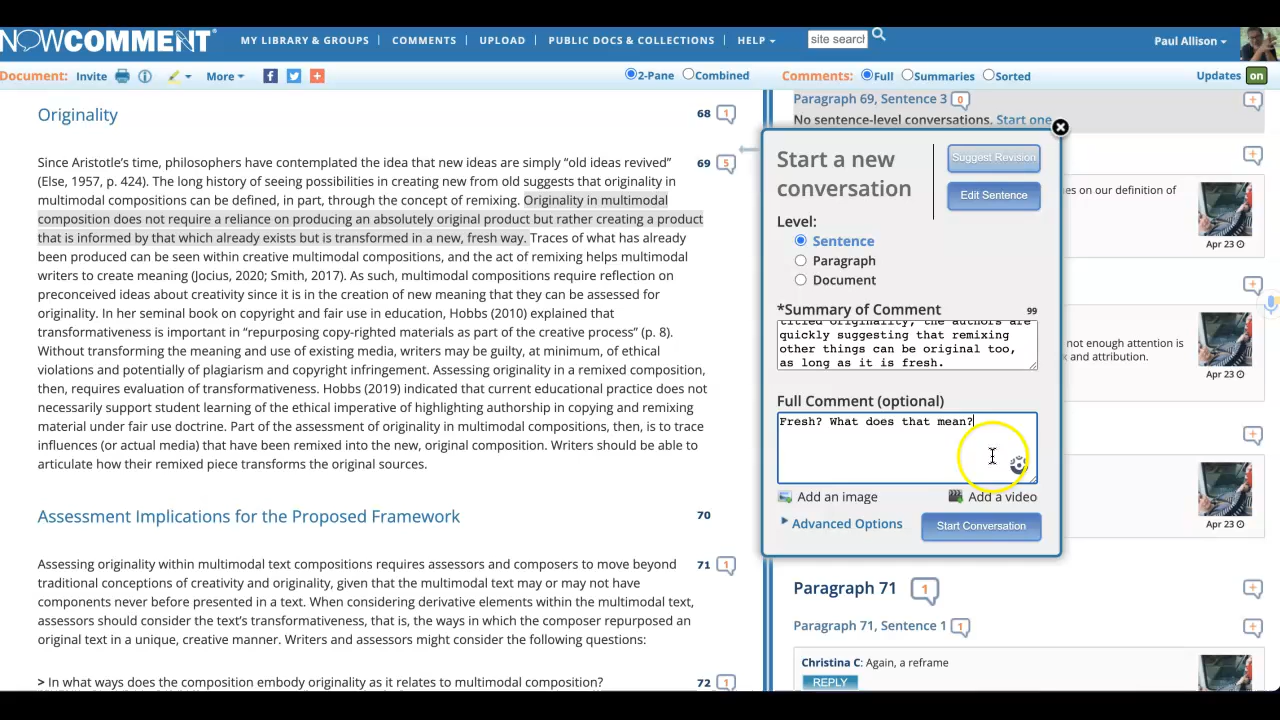 NOWCOMMENT®
MY LIBRARY & GROUPS | COMMENTS | UPLOAD | PUBLIC DOCS & COLLECTIONS | HELP
site search
Paul Allison
Document: Invite More
2-Pane Combined
Comments: Full Summaries Sorted
Updates on
Originality 68 1
Since Aristotle’s time, philosophers have contemplated the idea that new ideas are simply “old ideas revived” 69 5
(Else, 1957, p. 424). The long history of seeing possibilities in creating new from old suggests that originality in
multimodal compositions can be defined, in part, through the concept of remixing. Originality in multimodal
composition does not require a reliance on producing an absolutely original product but rather creating a product
that is informed by that which already exists but is transformed in a new, fresh way. Traces of what has already
been produced can be seen within creative multimodal compositions, and the act of remixing helps multimodal
writers to create meaning (Jocius, 2020; Smith, 2017). As such, multimodal compositions require reflection on
preconceived ideas about creativity since it is in the creation of new meaning that they can be assessed for
originality. In her seminal book on copyright and fair use in education, Hobbs (2010) explained that
transformativeness is important in “repurposing copy-righted materials as part of the creative process” (p. 8).
Without transforming the meaning and use of existing media, writers may be guilty, at minimum, of ethical
violations and potentially of plagiarism and copyright infringement. Assessing originality in a remixed composition,
then, requires evaluation of transformativeness. Hobbs (2019) indicated that current educational practice does not
necessarily support student learning of the ethical imperative of highlighting authorship in copying and remixing
material under fair use doctrine. Part of the assessment of originality in multimodal compositions, then, is to trace
influences (or actual media) that have been remixed into the new, original composition. Writers should be able to
articulate how their remixed piece transforms the original sources.
Assessment Implications for the Proposed Framework 70
Assessing originality within multimodal text compositions requires assessors and composers to move beyond 71 1
traditional conceptions of creativity and originality, given that the multimodal text may or may not have
components never before presented in a text. When considering derivative elements within the multimodal text,
assessors should consider the text’s transformativeness, that is, the ways in which the composer repurposed an
original text in a unique, creative manner. Writers and assessors might consider the following questions:
> In what ways does the composition embody originality as it relates to multimodal composition? 72 1
Paragraph 69, Sentence 3 0
No sentence-level conversations. Start one
Start a new
conversation
Suggest Revision
Edit Sentence
Level:
Sentence
Paragraph
Document
*Summary of Comment 99
titled originality, the authors are
quickly suggesting that remixing
other things can be original too,
as long as it is fresh.
Full Comment (optional)
Fresh? What does that mean?
Add an image Add a video
Advanced Options Start Conversation
es on our definition of
Apr 23
not enough attention is
and attribution.
Apr 23
Apr 23
Paragraph 71 1
Paragraph 71, Sentence 1 1
Christina C: Again, a reframe
REPLY